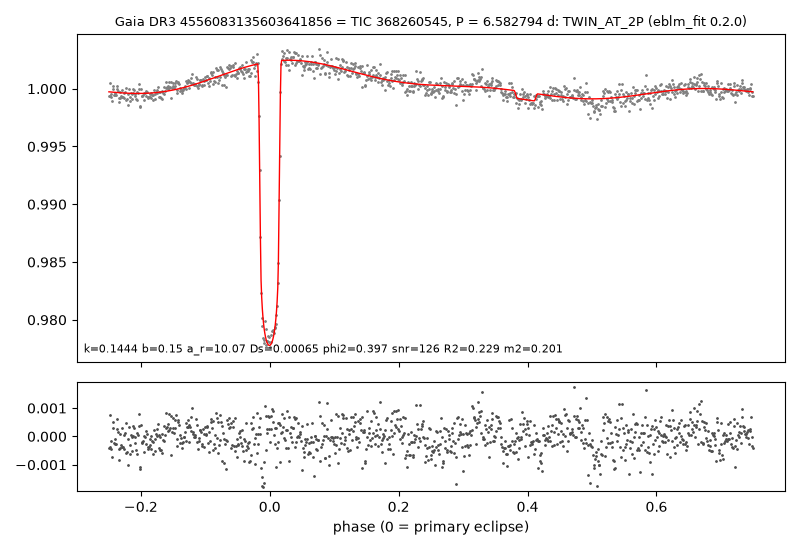 Gaia DR3 4556083135603641856 = TIC 368260545, P = 6.582794 d: TWIN_AT_2P (eblm_fit 0.2.0)
1.000
0.995
0.990
0.985
0.980
k=0.1444 b=0.15 a_r=10.07 Ds=0.00065 phi2=0.397 snr=126 R2=0.229 m2=0.201
0.001
0.000
−0.001
−0.2 0.0 0.2 0.4 0.6
phase (0 = primary eclipse)